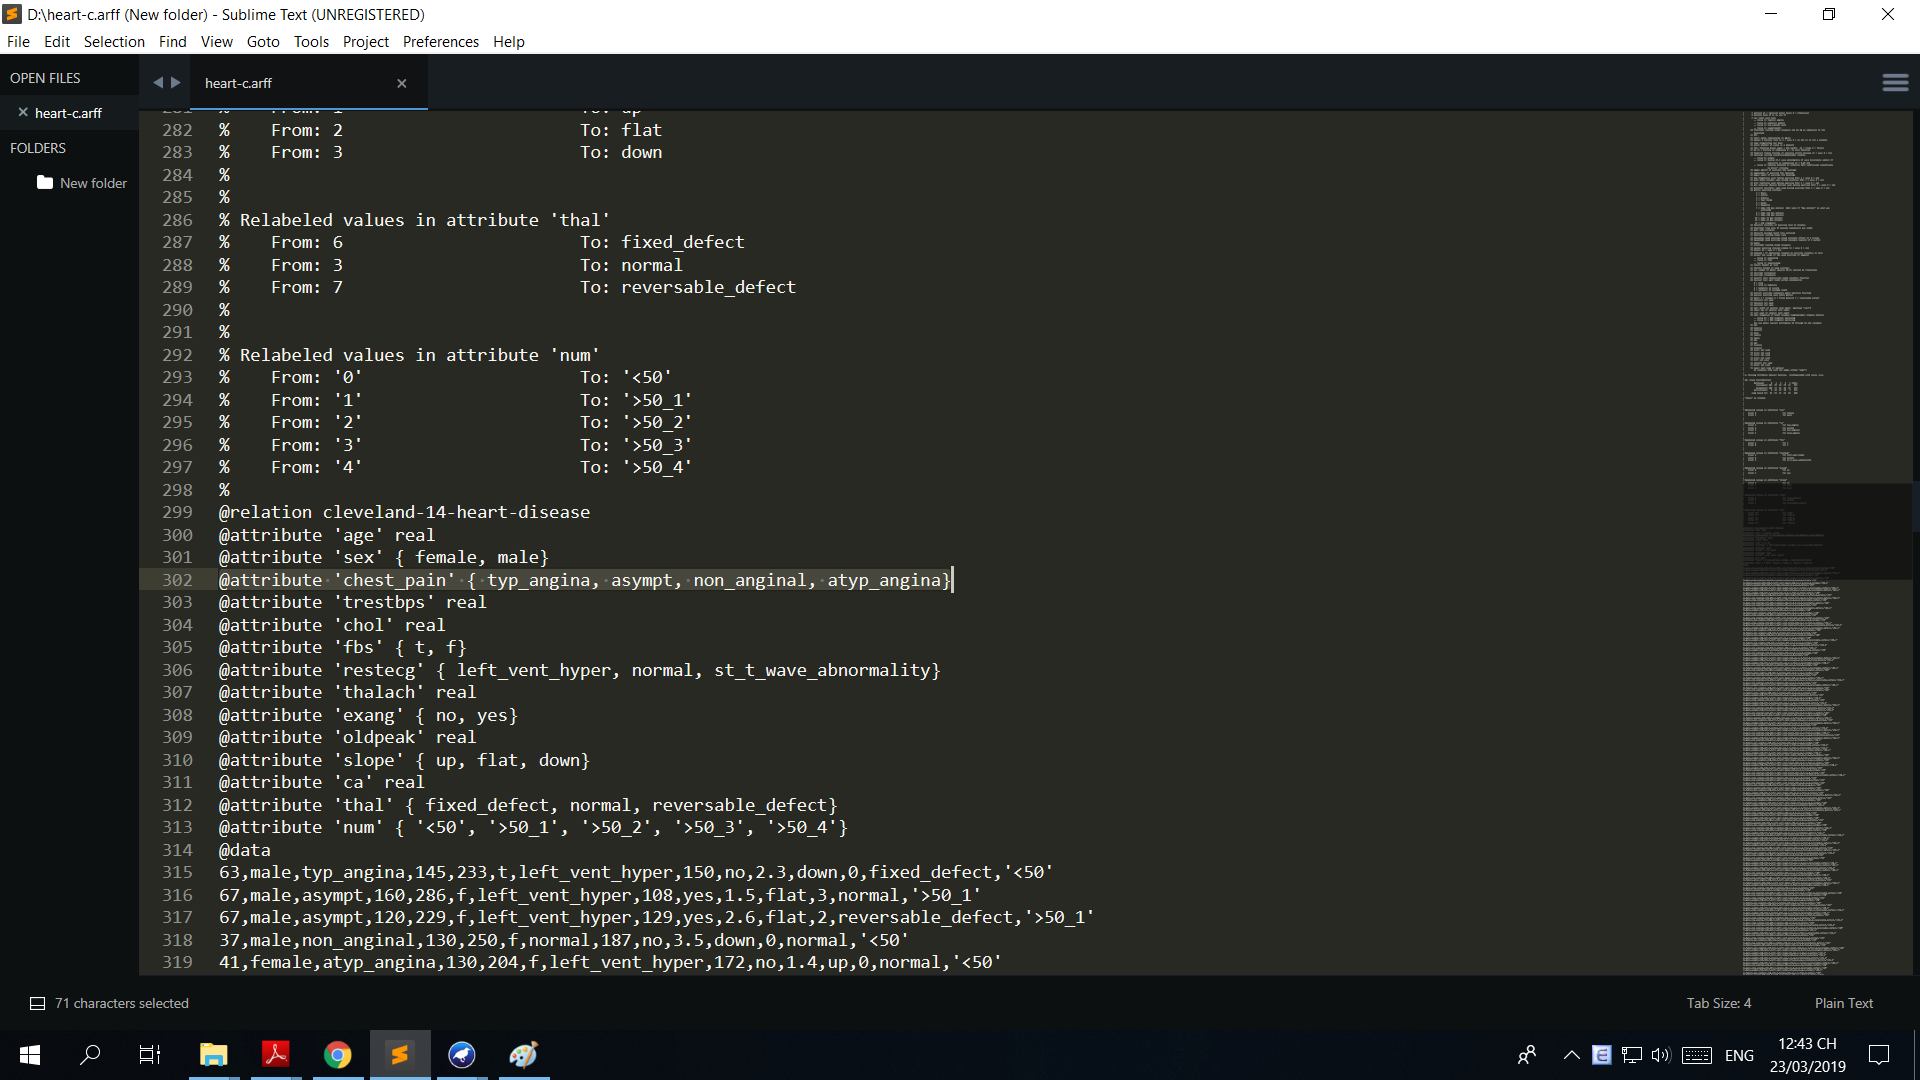 D:\heart-c.arff (New folder) - Sublime Text (UNREGISTERED)
File Edit Selection Find View Goto Tools Project Preferences Help
OPEN FILES
heart-c.arff
FOLDERS
New folder
heart-c.arff
282 % From: 2 To: flat
283 % From: 3 To: down
284 %
285 %
286 % Relabeled values in attribute 'thal'
287 % From: 6 To: fixed_defect
288 % From: 3 To: normal
289 % From: 7 To: reversable_defect
290 %
291 %
292 % Relabeled values in attribute 'num'
293 % From: '0' To: '<50'
294 % From: '1' To: '>50_1'
295 % From: '2' To: '>50_2'
296 % From: '3' To: '>50_3'
297 % From: '4' To: '>50_4'
298 %
299 @relation cleveland-14-heart-disease
300 @attribute 'age' real
301 @attribute 'sex' { female, male}
302 @attribute 'chest_pain' { typ_angina, asympt, non_anginal, atyp_angina}
303 @attribute 'trestbps' real
304 @attribute 'chol' real
305 @attribute 'fbs' { t, f}
306 @attribute 'restecg' { left_vent_hyper, normal, st_t_wave_abnormality}
307 @attribute 'thalach' real
308 @attribute 'exang' { no, yes}
309 @attribute 'oldpeak' real
310 @attribute 'slope' { up, flat, down}
311 @attribute 'ca' real
312 @attribute 'thal' { fixed_defect, normal, reversable_defect}
313 @attribute 'num' { '<50', '>50_1', '>50_2', '>50_3', '>50_4'}
314 @data
315 63,male,typ_angina,145,233,t,left_vent_hyper,150,no,2.3,down,0,fixed_defect,'<50'
316 67,male,asympt,160,286,f,left_vent_hyper,108,yes,1.5,flat,3,normal,'>50_1'
317 67,male,asympt,120,229,f,left_vent_hyper,129,yes,2.6,flat,2,reversable_defect,'>50_1'
318 37,male,non_anginal,130,250,f,normal,187,no,3.5,down,0,normal,'<50'
319 41,female,atyp_angina,130,204,f,left_vent_hyper,172,no,1.4,up,0,normal,'<50'
71 characters selected
Tab Size: 4
Plain Text
ENG
12:43 CH
23/03/2019